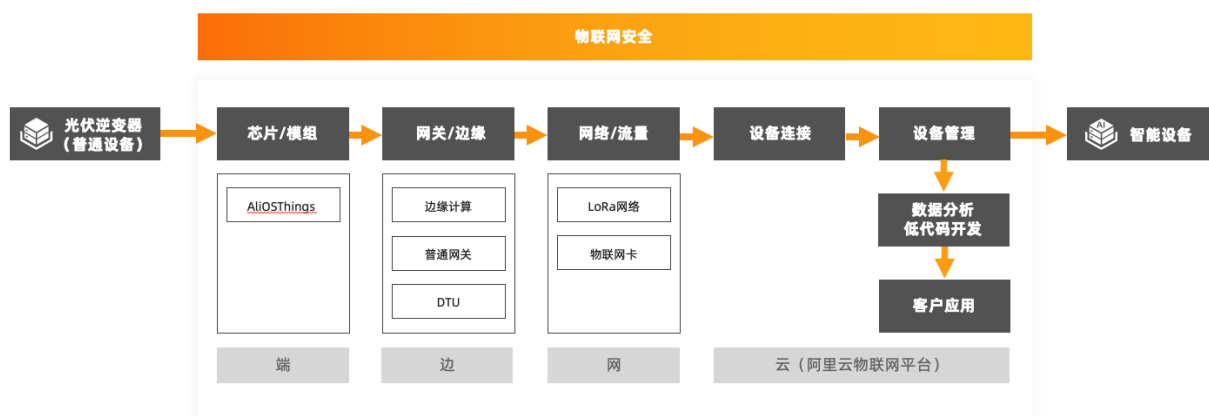 物联网安全
光伏逆变器
（普通设备）
芯片/模组
网关/边缘
网络/流量
设备连接
设备管理
AI
智能设备
AliOSThings
边缘计算
普通网关
DTU
LoRa网络
物联网卡
数据分析
低代码开发
客户应用
端
边
网
云（阿里云物联网平台）